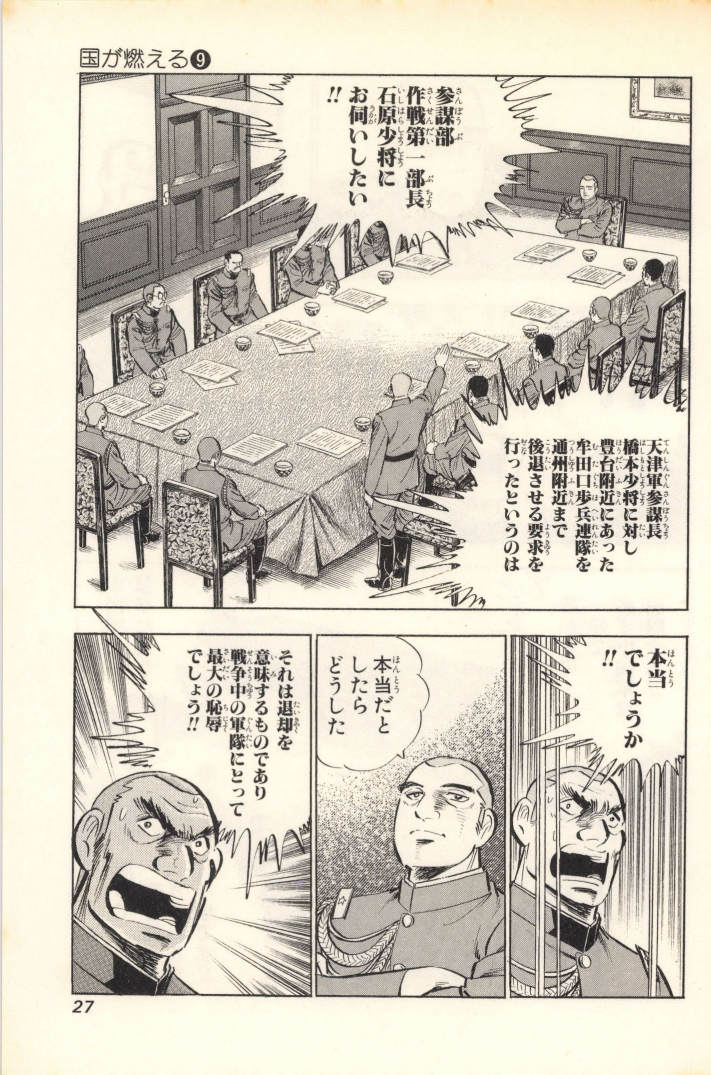 国が燃える❾
参謀部
作戦第一部長
石原少将に
お伺いしたい
!!
天津軍参謀長
橋本少将に対し
豊台附近にあった
牟田口歩兵連隊を
通州附近まで
後退させる要求を
行ったというのは
本当
でしょうか
!!
本当だと
したら
どうした
それは退却を
意味するものであり
戦争中の軍隊にとって
最大の恥辱
でしょう!!
27